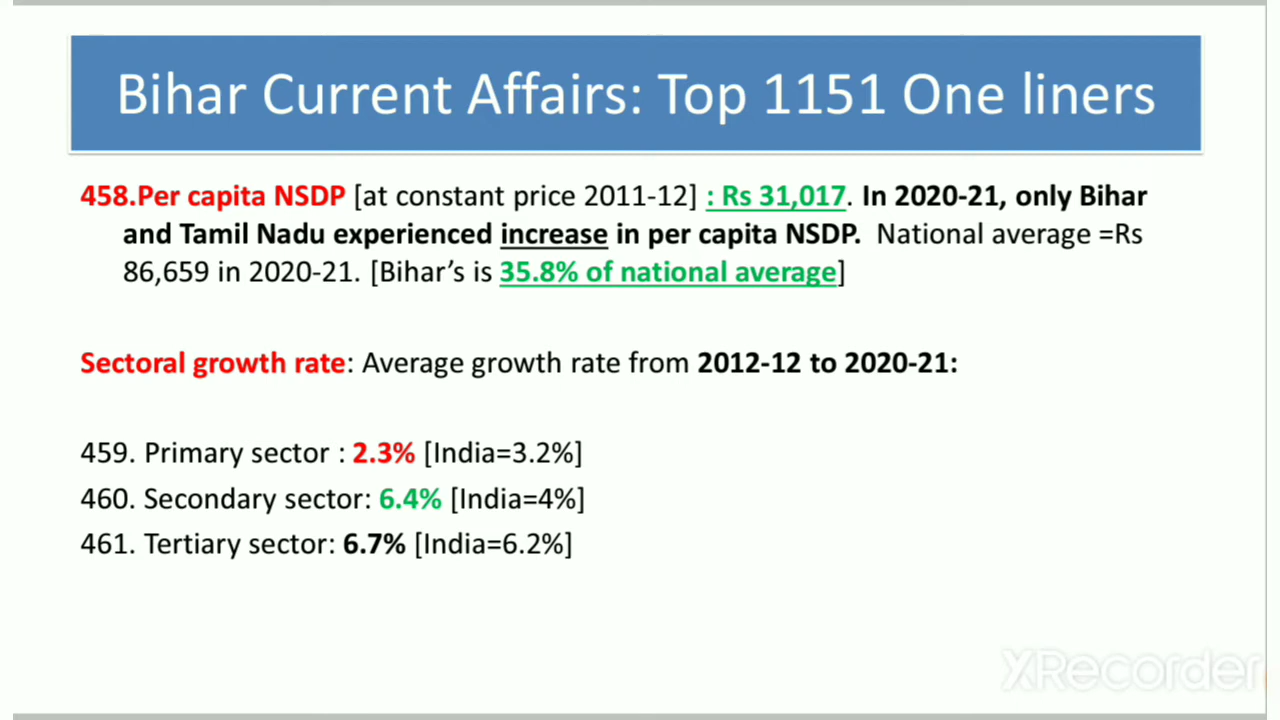 Bihar Current Affairs: Top 1151 One liners
458.Per capita NSDP [at constant price 2011-12] : Rs 31,017. In 2020-21, only Bihar
and Tamil Nadu experienced increase in per capita NSDP. National average =Rs
86,659 in 2020-21. [Bihar’s is 35.8% of national average]
Sectoral growth rate: Average growth rate from 2012-12 to 2020-21:
459. Primary sector : 2.3% [India=3.2%]
460. Secondary sector: 6.4% [India=4%]
461. Tertiary sector: 6.7% [India=6.2%]
XRecorder